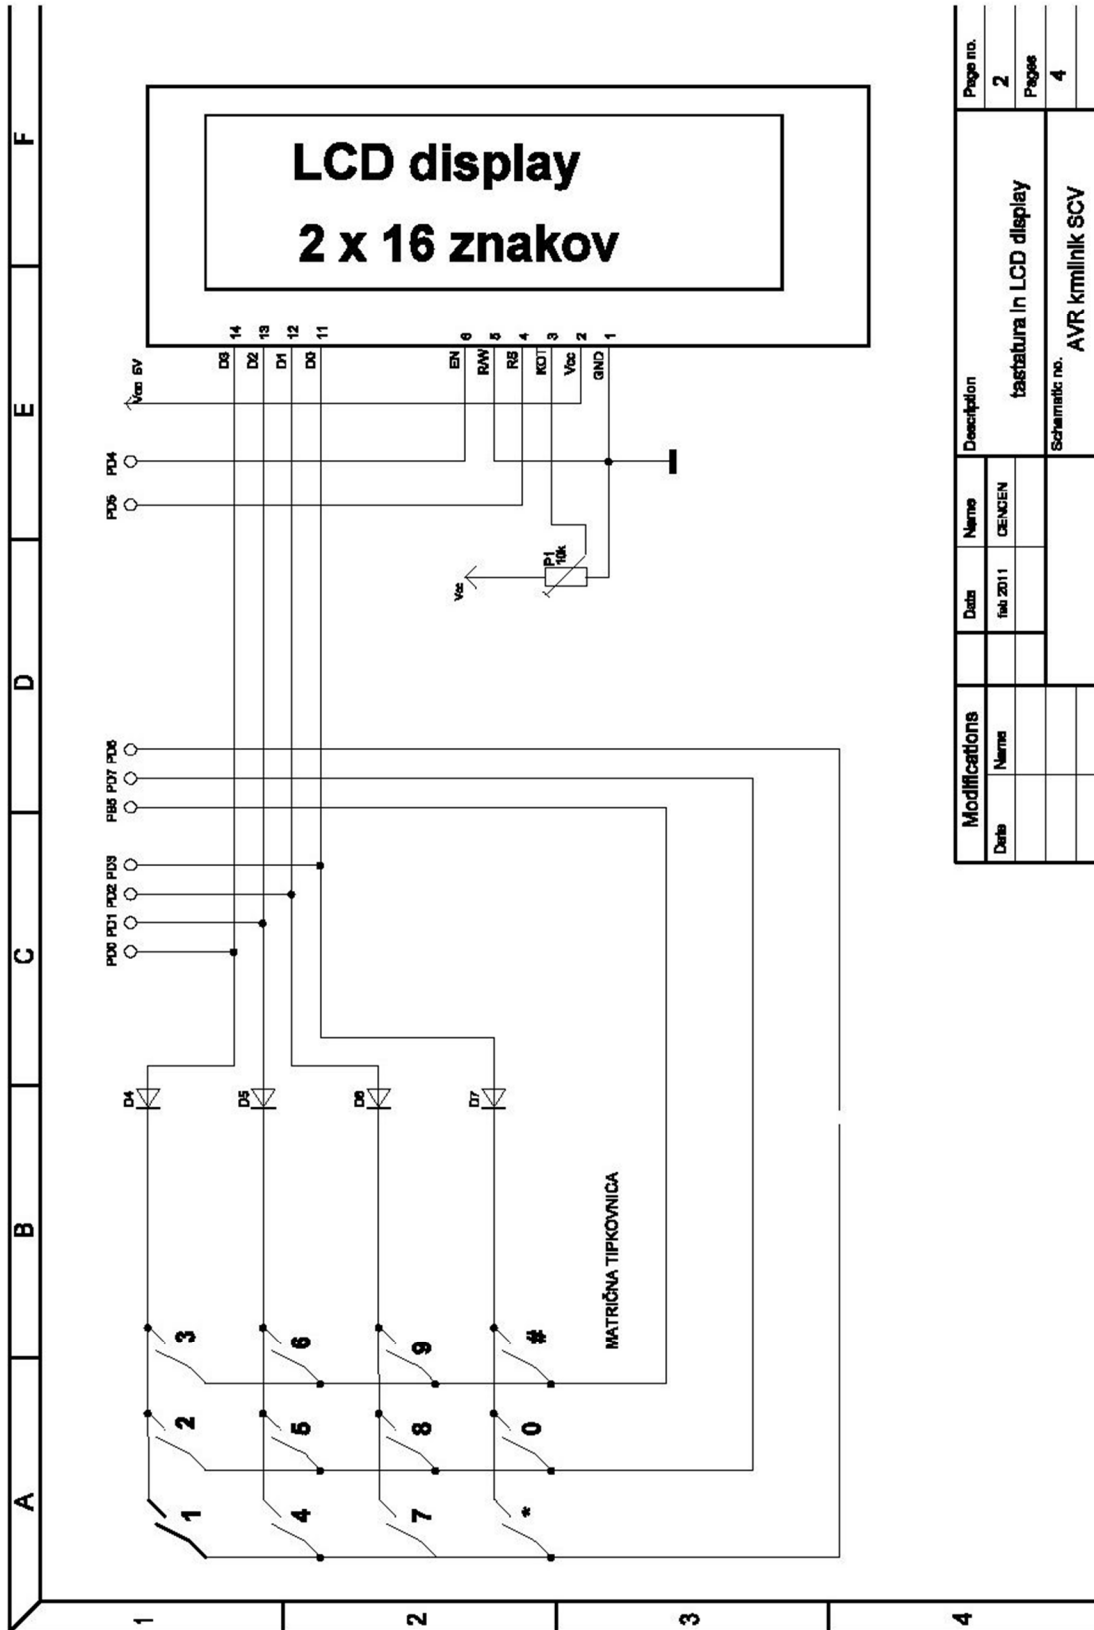 F
E
D
C
B
A
1
2
3
4
LCD display
2 x 16 znakov
D3 14
D2 13
D1 12
D0 11
EN 6
R/W 5
RS 4
KOT 3
Vcc 2
GND 1
Vcc 5V
PD4
PD5
Vcc
P1
10k
PD6
PD7
PB5
PD3
PD2
PD1
PD0
D4
D5
D6
D7
MATRIČNA TIPKOVNICA
1
2
3
4
5
6
7
8
9
*
0
#
Modifications
Date
Name
Date
Name
feb 2011
CENCEN
Description
tastatura in LCD display
Schematic no.
AVR krmilnik SCV
Page no.
2
Pages
4